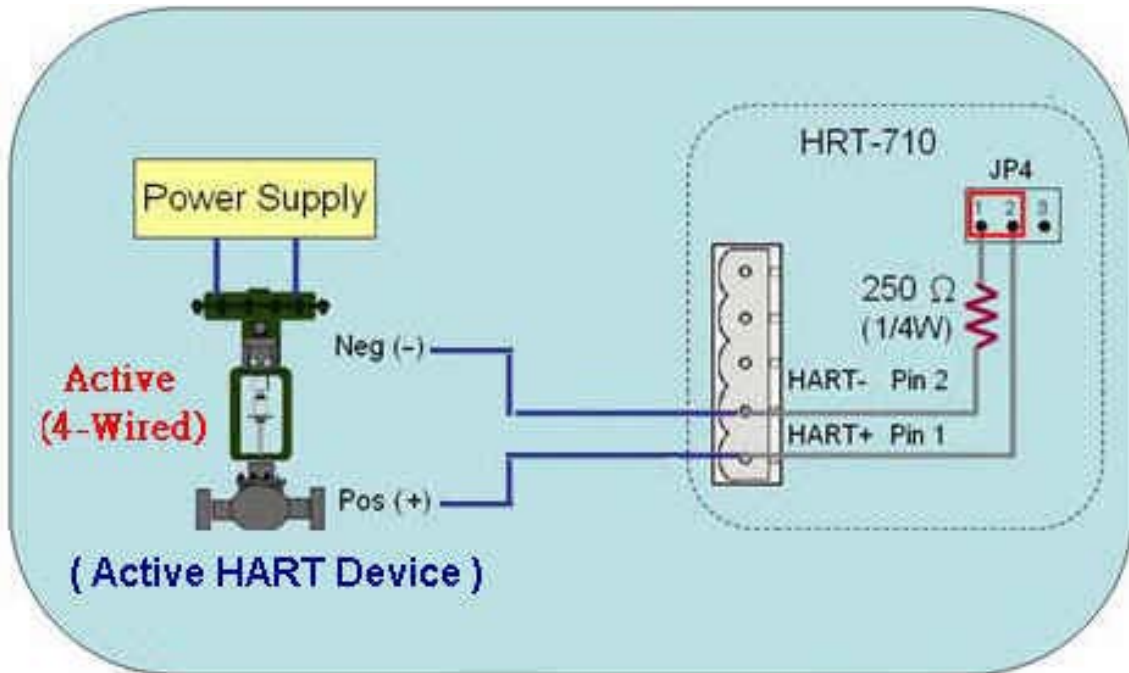 HRT-710
JP4
1 2 3
Power Supply
250 Ω
(1/4W)
Neg (-)
Active
(4-Wired)
HART- Pin 2
HART+ Pin 1
Pos (+)
( Active HART Device )